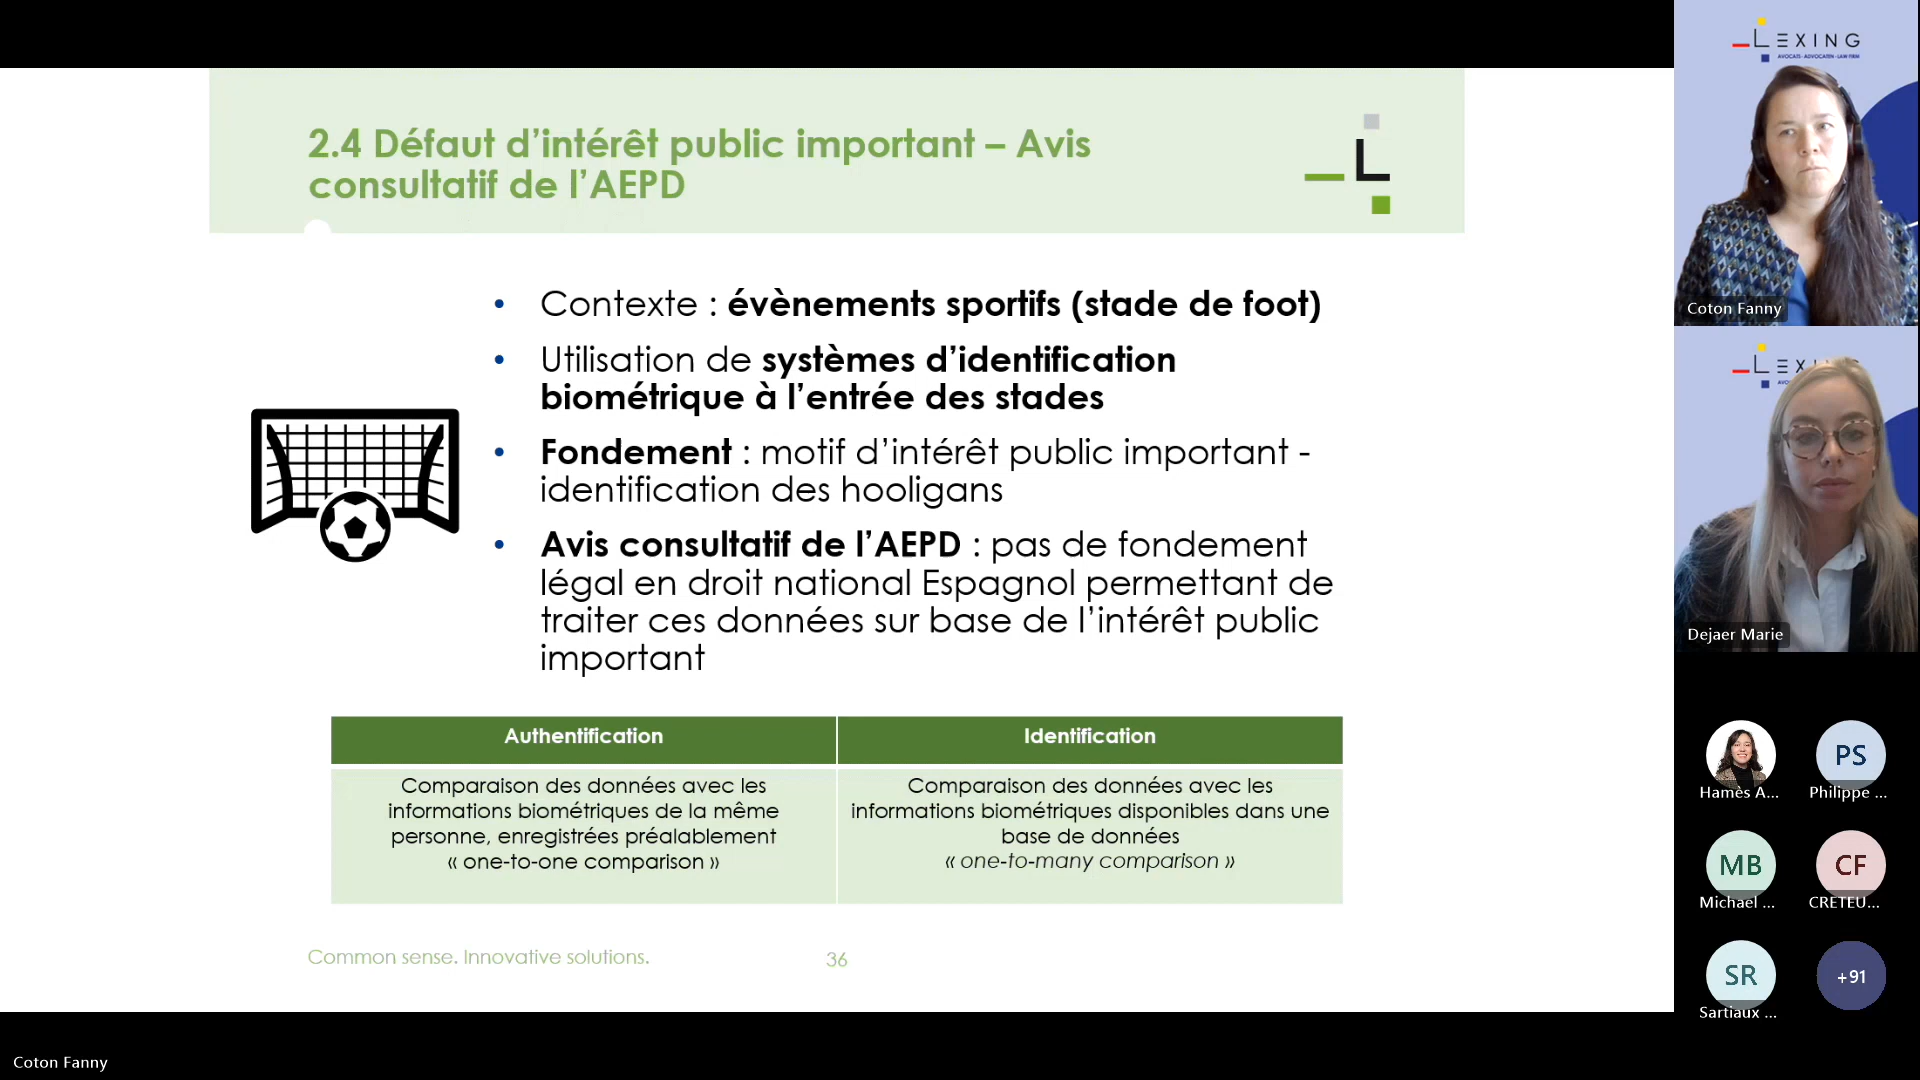 2.4 Défaut d’intérêt public important – Avis
consultatif de l’AEPD
• Contexte : évènements sportifs (stade de foot)
• Utilisation de systèmes d’identification
biométrique à l’entrée des stades
• Fondement : motif d’intérêt public important -
identification des hooligans
• Avis consultatif de l’AEPD : pas de fondement
légal en droit national Espagnol permettant de
traiter ces données sur base de l’intérêt public
important
Authentification
Comparaison des données avec les
informations biométriques de la même
personne, enregistrées préalablement
« one-to-one comparison »
Identification
Comparaison des données avec les
informations biométriques disponibles dans une
base de données
« one-to-many comparison »
Common sense. Innovative solutions.
36
LEXING
AVOCATS - ADVOCATEN - LAW FIRM
Coton Fanny
LEX
Dejaer Marie
Hamès A...
PS
Philippe ...
MB
Michael ...
CF
CRETEU...
SR
Sartiaux ...
+91
Coton Fanny